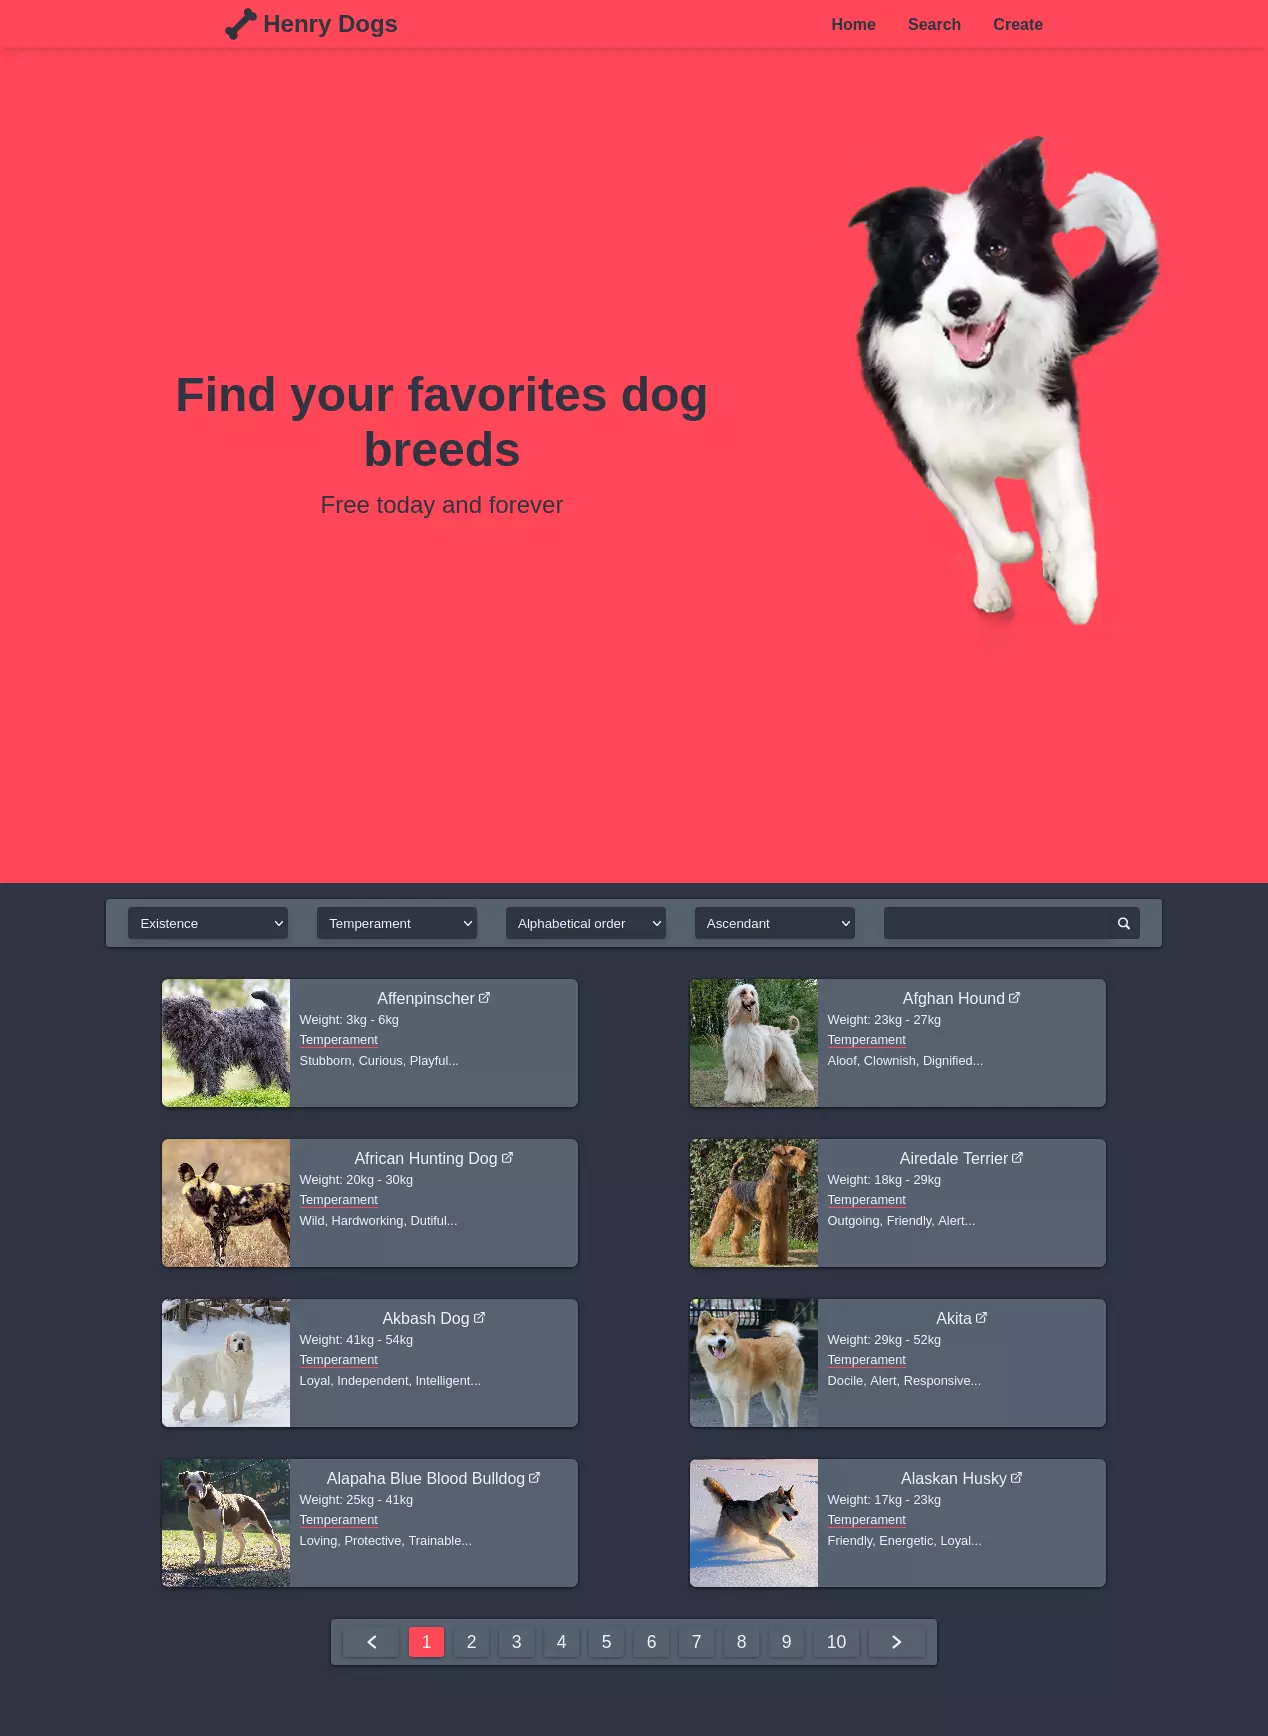 Henry Dogs
Home Search Create
Find your favorites dog
breeds
Free today and forever
Existence Temperament Alphabetical order Ascendant
Affenpinscher
Weight: 3kg - 6kg
Temperament
Stubborn, Curious, Playful...
Afghan Hound
Weight: 23kg - 27kg
Temperament
Aloof, Clownish, Dignified...
African Hunting Dog
Weight: 20kg - 30kg
Temperament
Wild, Hardworking, Dutiful...
Airedale Terrier
Weight: 18kg - 29kg
Temperament
Outgoing, Friendly, Alert...
Akbash Dog
Weight: 41kg - 54kg
Temperament
Loyal, Independent, Intelligent...
Akita
Weight: 29kg - 52kg
Temperament
Docile, Alert, Responsive...
Alapaha Blue Blood Bulldog
Weight: 25kg - 41kg
Temperament
Loving, Protective, Trainable...
Alaskan Husky
Weight: 17kg - 23kg
Temperament
Friendly, Energetic, Loyal...
1 2 3 4 5 6 7 8 9 10